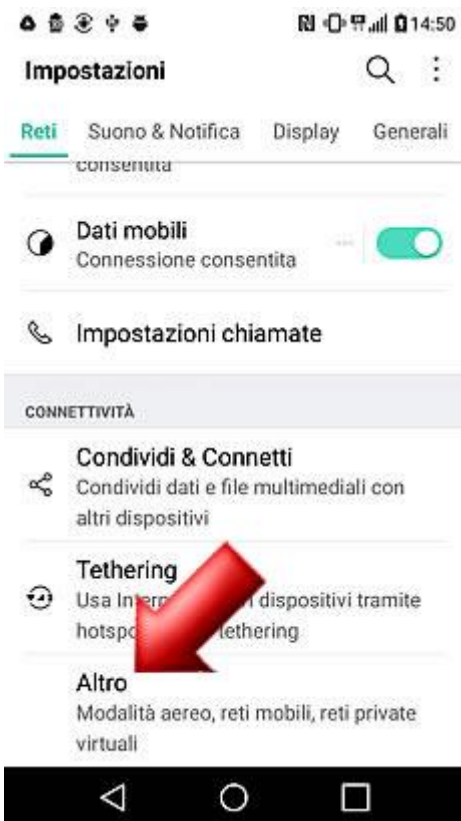 14:50
Impostazioni
Reti Suono & Notifica Display Generali
consentita
Dati mobili
Connessione consentita
Impostazioni chiamate
CONNETTIVITÀ
Condividi & Connetti
Condividi dati e file multimediali con
altri dispositivi
Tethering
Usa dispositivi tramite
tethering
Altro
Modalità aereo, reti mobili, reti private
virtuali